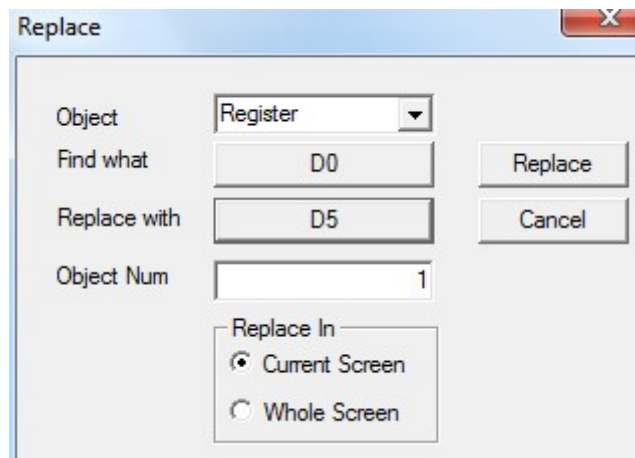 Replace
X
Object Register
Find what D0 Replace
Replace with D5 Cancel
Object Num 1
Replace In
Current Screen
Whole Screen